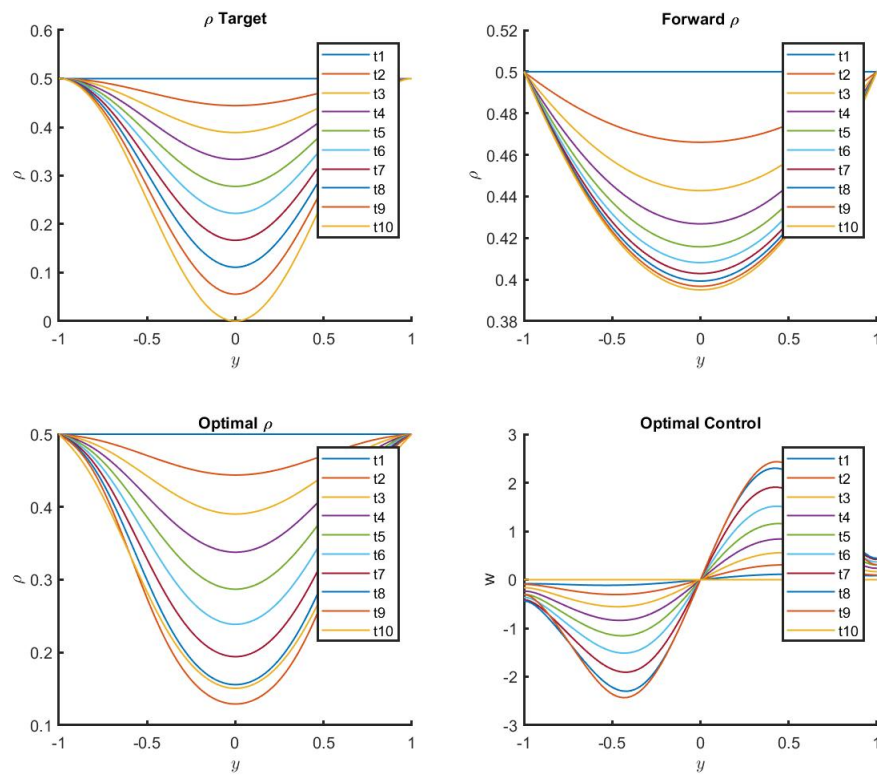 ρ Target
0.6
0.5
0.4
0.3
0.2
0.1
0
ρ
-1
-0.5
0
0.5
1
y
t1
t2
t3
t4
t5
t6
t7
t8
t9
t10
Forward ρ
0.52
0.5
0.48
0.46
0.44
0.42
0.4
0.38
ρ
-1
-0.5
0
0.5
1
y
t1
t2
t3
t4
t5
t6
t7
t8
t9
t10
Optimal ρ
0.5
0.4
0.3
0.2
0.1
ρ
-1
-0.5
0
0.5
1
y
t1
t2
t3
t4
t5
t6
t7
t8
t9
t10
Optimal Control
3
2
1
0
-1
-2
-3
w
-1
-0.5
0
0.5
1
y
t1
t2
t3
t4
t5
t6
t7
t8
t9
t10